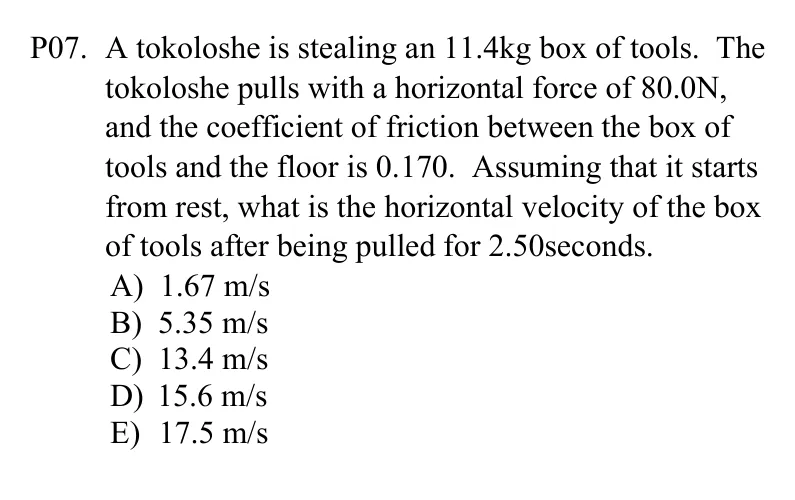 P07. A tokoloshe is stealing an 11.4kg box of tools. The
tokoloshe pulls with a horizontal force of 80.0N,
and the coefficient of friction between the box of
tools and the floor is 0.170. Assuming that it starts
from rest, what is the horizontal velocity of the box
of tools after being pulled for 2.50seconds.
A) 1.67 m/s
B) 5.35 m/s
C) 13.4 m/s
D) 15.6 m/s
E) 17.5 m/s